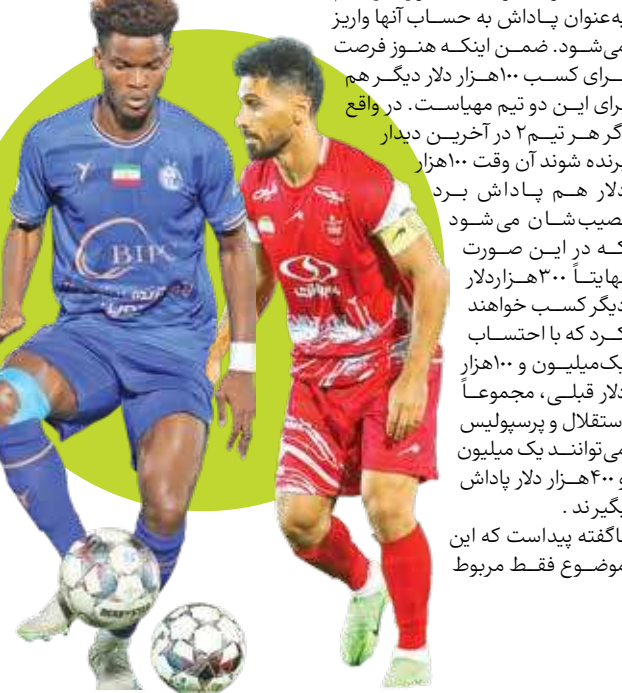 به‌عنوان پاداش به حساب آنها واریز
می‌شود. ضمن اینکه هنوز فرصت
برای کسب ۱۰۰هزار دلار دیگر هم
برای این دو تیم مهیاست. در واقع
اگر هر تیم۲ در آخرین دیدار
برنده شوند آن وقت ۱۰۰هزار
دلار هم پاداش برد
نصیب‌شان می‌شود
که در این صورت
نهایتاً ۳۰۰هزاردلار
دیگر کسب خواهند
کرد که با احتساب
یک‌میلیون و ۱۰۰هزار
دلار قبلی، مجموعاً
استقلال و پرسپولیس
می‌توانند یک میلیون
و ۴۰۰هزار دلار پاداش
بگیرند .
ناگفته پیداست که این
موضوع فقط مربوط
BIPC